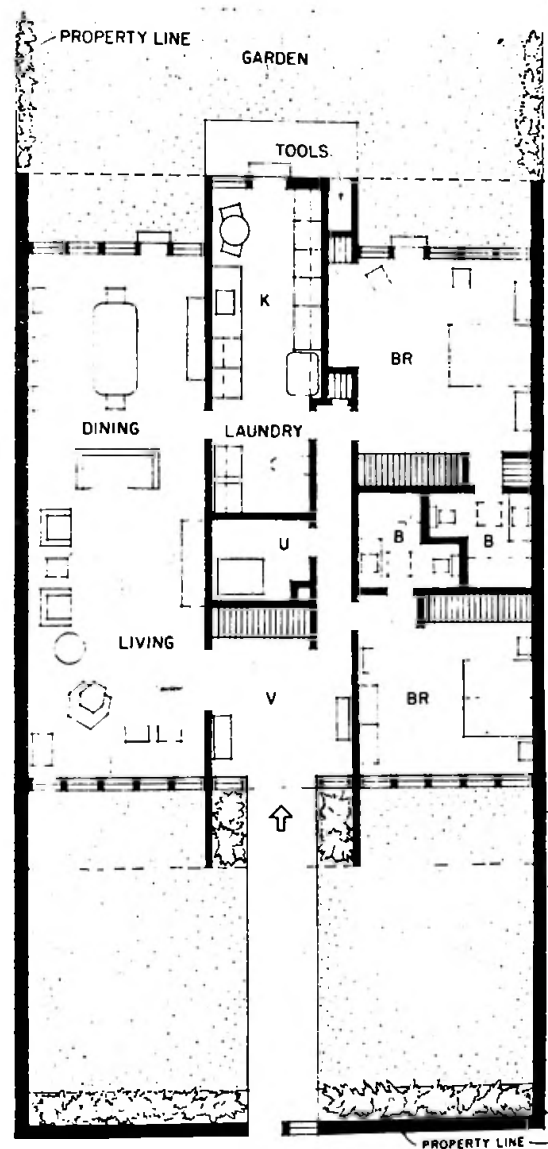 PROPERTY LINE
GARDEN
TOOLS
K
BR
DINING
LAUNDRY
U
B
B
LIVING
V
BR
PROPERTY LINE